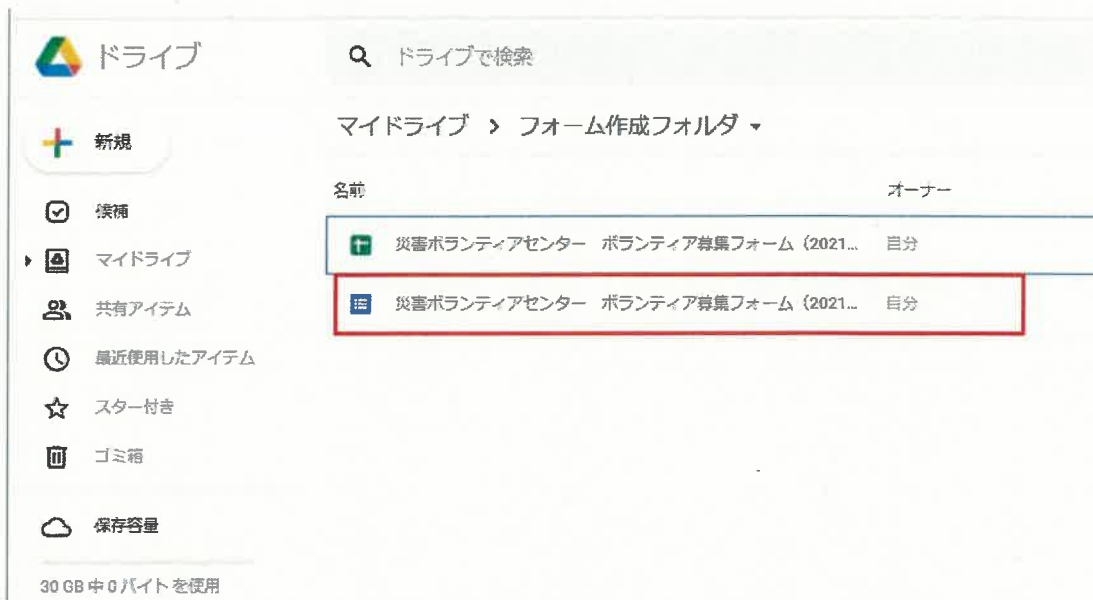 ドライブ
ドライブで検索
新規
マイドライブ > フォーム作成フォルダ
名前 オーナー
候補
災害ボランティアセンター ボランティア募集フォーム（2021... 自分
マイドライブ
災害ボランティアセンター ボランティア募集フォーム（2021... 自分
共有アイテム
最近使用したアイテム
スター付き
ゴミ箱
保存容量
30 GB 中 0 バイトを使用